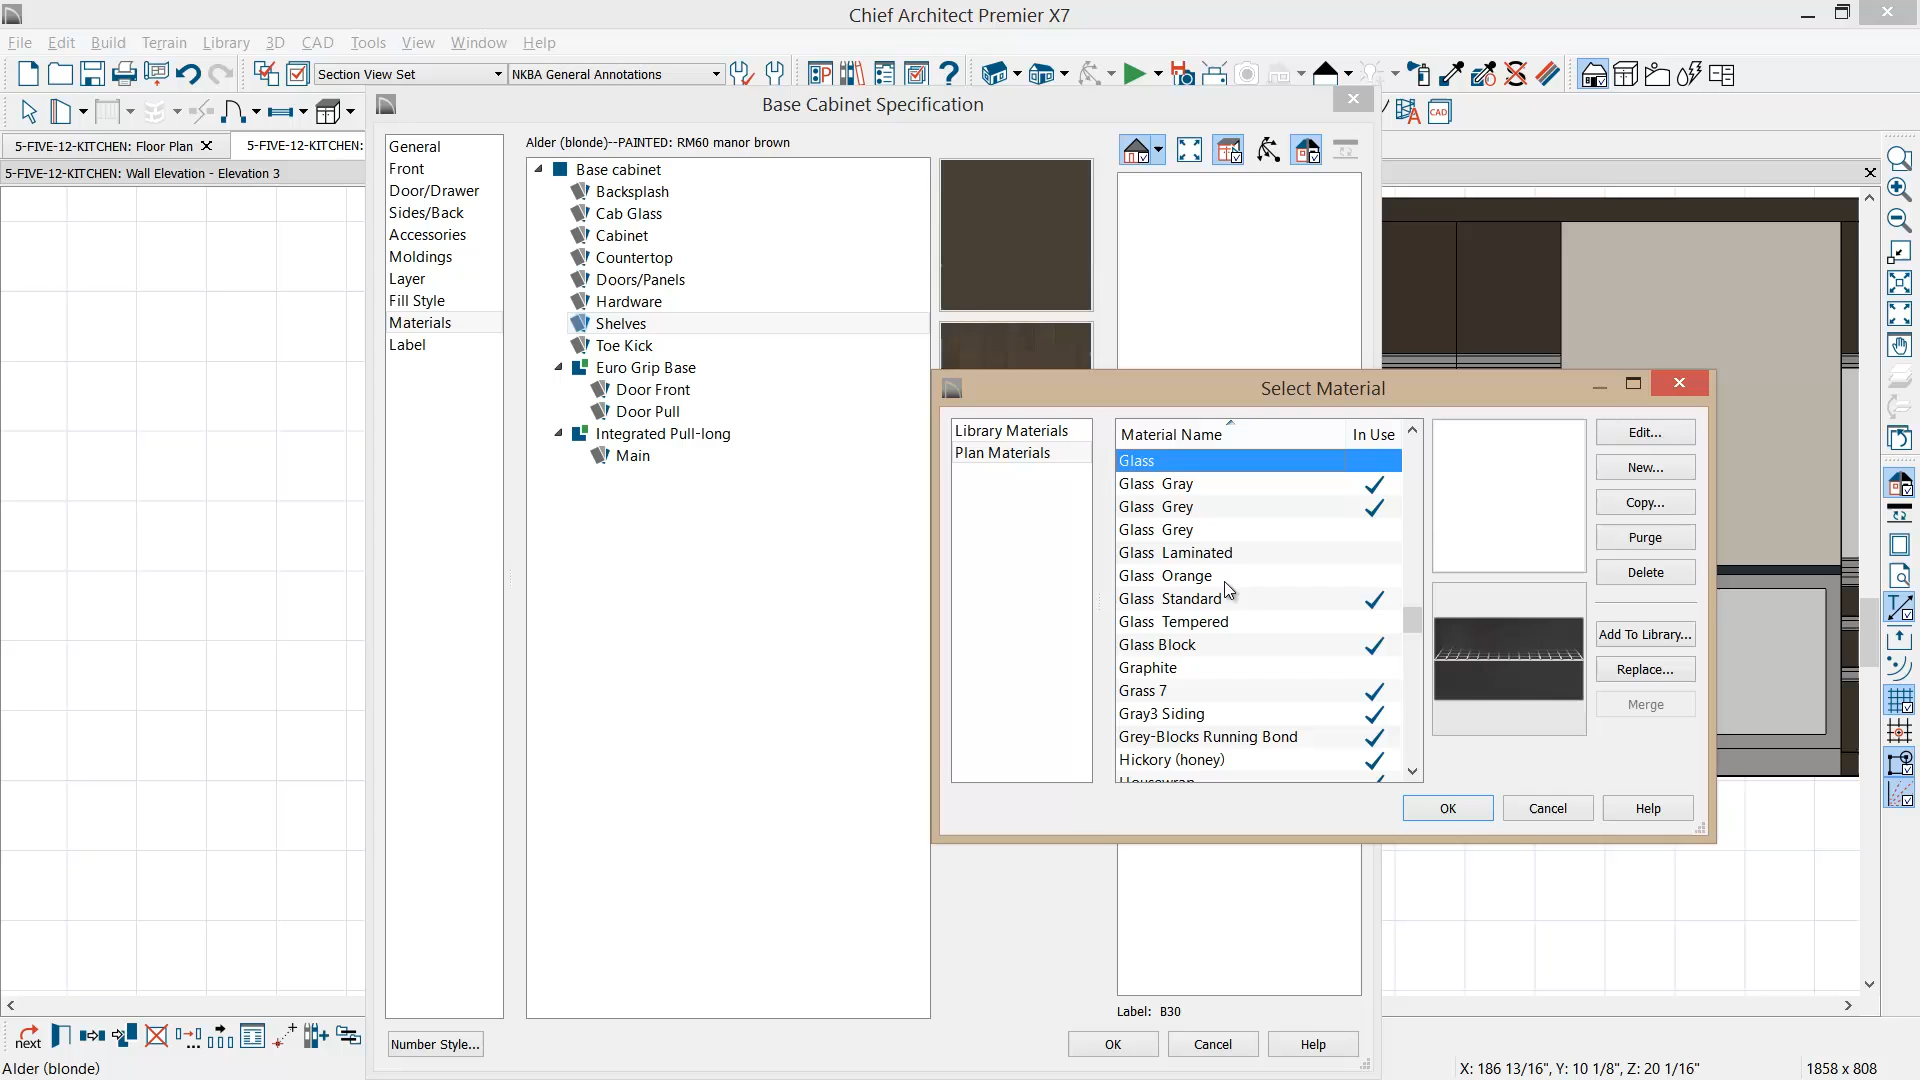 Chief Architect Premier X7
File Edit Build Terrain Library 3D CAD Tools View Window Help
Section View Set
NKBA General Annotations
CAD
5-FIVE-12-KITCHEN: Floor Plan
5-FIVE-12-KITCHEN:
5-FIVE-12-KITCHEN: Wall Elevation - Elevation 3
Base Cabinet Specification
General
Front
Door/Drawer
Sides/Back
Accessories
Moldings
Layer
Fill Style
Materials
Label
Alder (blonde)--PAINTED: RM60 manor brown
Base cabinet
Backsplash
Cab Glass
Cabinet
Countertop
Doors/Panels
Hardware
Shelves
Toe Kick
Euro Grip Base
Door Front
Door Pull
Integrated Pull-long
Main
Select Material
Library Materials
Plan Materials
Material Name In Use
Glass
Glass Gray
Glass Grey
Glass Grey
Glass Laminated
Glass Orange
Glass Standard
Glass Tempered
Glass Block
Graphite
Grass 7
Gray3 Siding
Grey-Blocks Running Bond
Hickory (honey)
Housewrap
Edit...
New...
Copy...
Purge
Delete
Add To Library...
Replace...
Merge
OK Cancel Help
Label: B30
Number Style...
OK Cancel Help
next
Alder (blonde)
X: 186 13/16", Y: 10 1/8", Z: 20 1/16"
1858 x 808